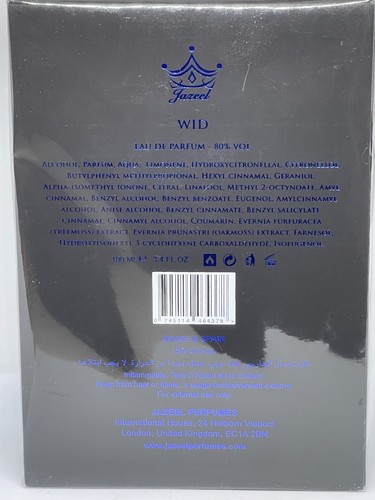 Jazeel
WID
EAU DE PARFUM - 80% VOL
ALCOHOL, PARFUM, AQUA, LIMONENE, HYDROXYCITRONELLAL, CITRONELLOL,
BUTYLPHENYL METHYLPROPIONAL, HEXYL CINNAMAL, GERANIOL,
ALPHA-ISOMETHYL IONONE, CITRAL, LINALOOL, METHYL 2-OCTYNOATE, AMYL
CINNAMAL, BENZYL ALCOHOL, BENZYL BENZOATE, EUGENOL, AMYLCINNAMYL
ALCOHOL, ANISE ALCOHOL, BENZYL CINNAMATE, BENZYL SALICYLATE
CINNAMAL, CINNAMYL ALCOHOL, COUMARIN, EVERNIA FURFURACEA
(TREEMOSS) EXTRACT, EVERNIA PRUNASTRI (OAKMOSS) EXTRACT, FARNESOL,
HYDROXYISOHEXYL 3-CYCLOHEXENE CARBOXALDEHYDE, ISOEUGENOL
100 ML 3.4 FL.OZ
0 745114 464378 >
For external use only
JAZEEL PERFUMES
International House, 24 Holborn Viaduct
London, United Kingdom, EC1A 2BN
www.jazeelperfumes.com